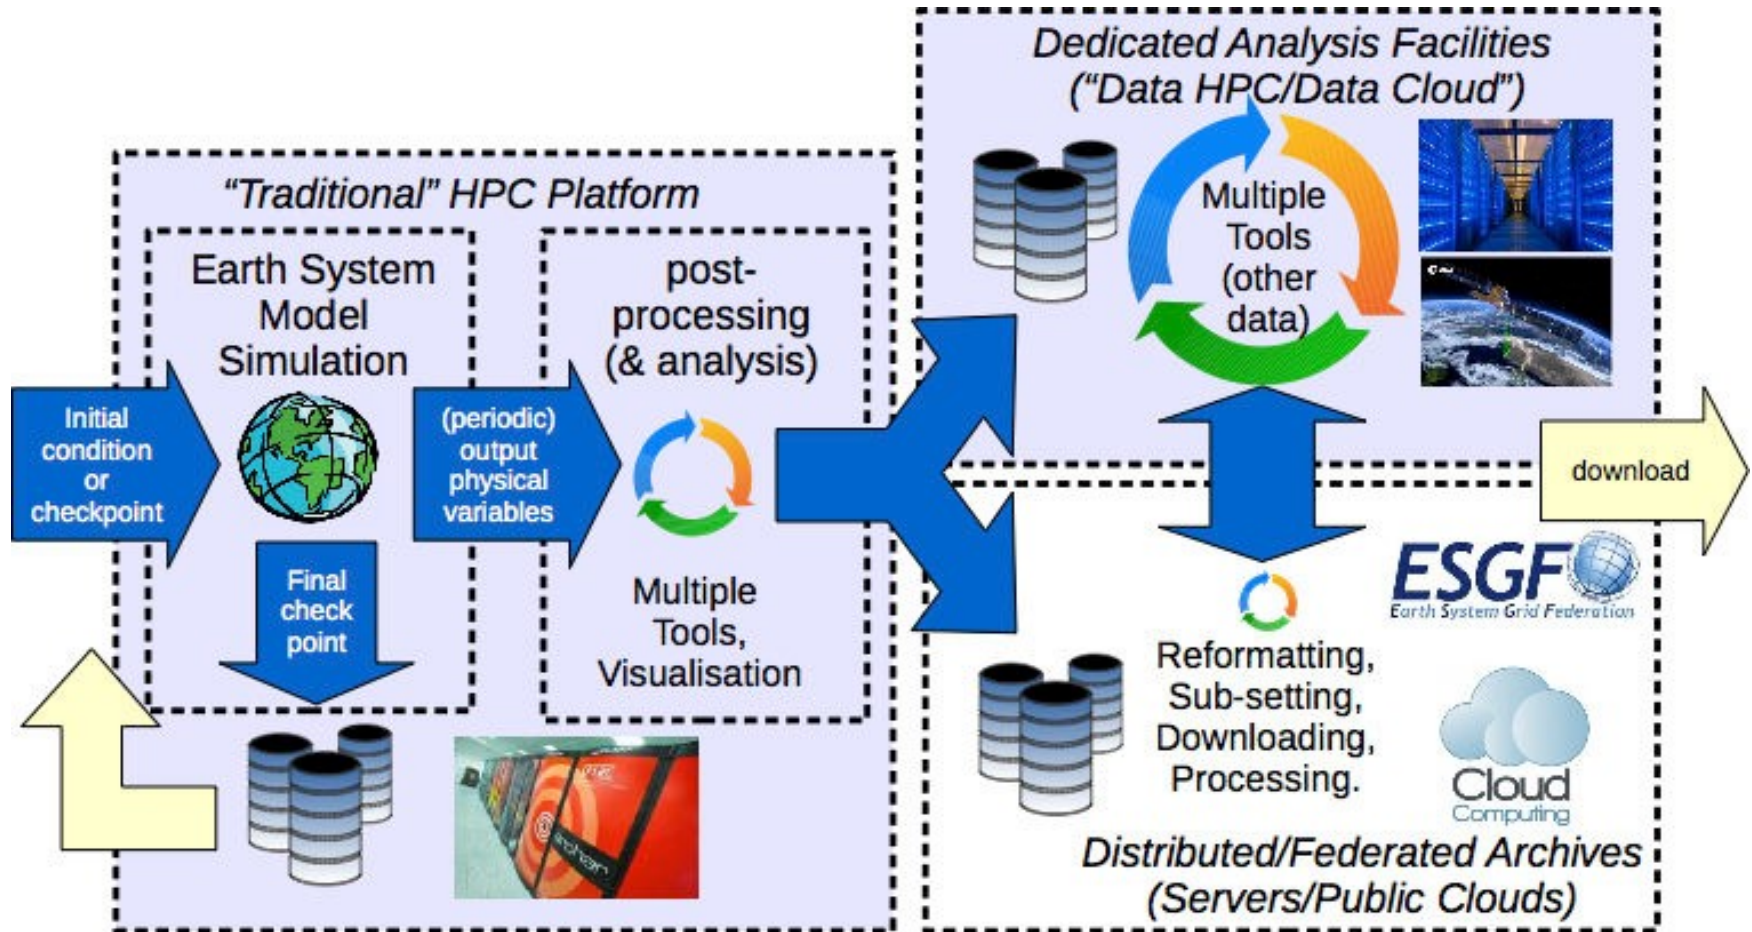 Dedicated Analysis Facilities
(“Data HPC/Data Cloud”)
“Traditional” HPC Platform
Earth System
Model
Simulation
post-
processing
(& analysis)
Multiple
Tools
(other
data)
Initial
condition
or
checkpoint
(periodic)
output
physical
variables
download
Final
check
point
Multiple
Tools,
Visualisation
ESGF
Earth System Grid Federation
Reformatting,
Sub-setting,
Downloading,
Processing.
Cloud
Computing
Distributed/Federated Archives
(Servers/Public Clouds)